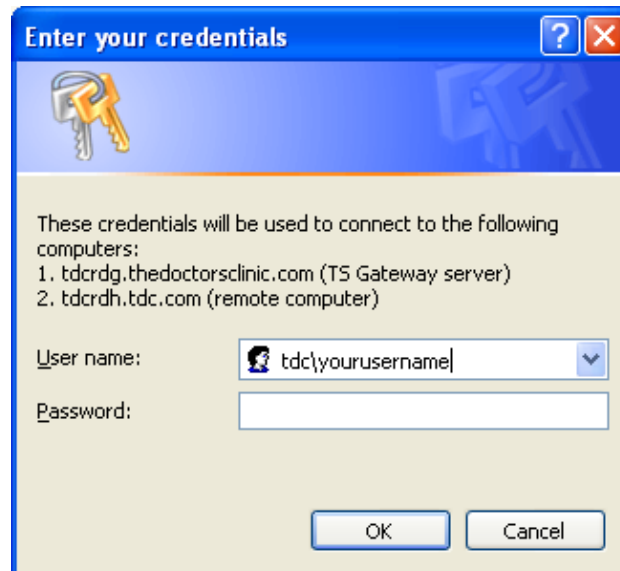 Enter your credentials
These credentials will be used to connect to the following
computers:
1. tdcrdg.thedoctorsclinic.com (TS Gateway server)
2. tdcrdh.tdc.com (remote computer)
User name:
tdc\yourusername
Password:
OK
Cancel